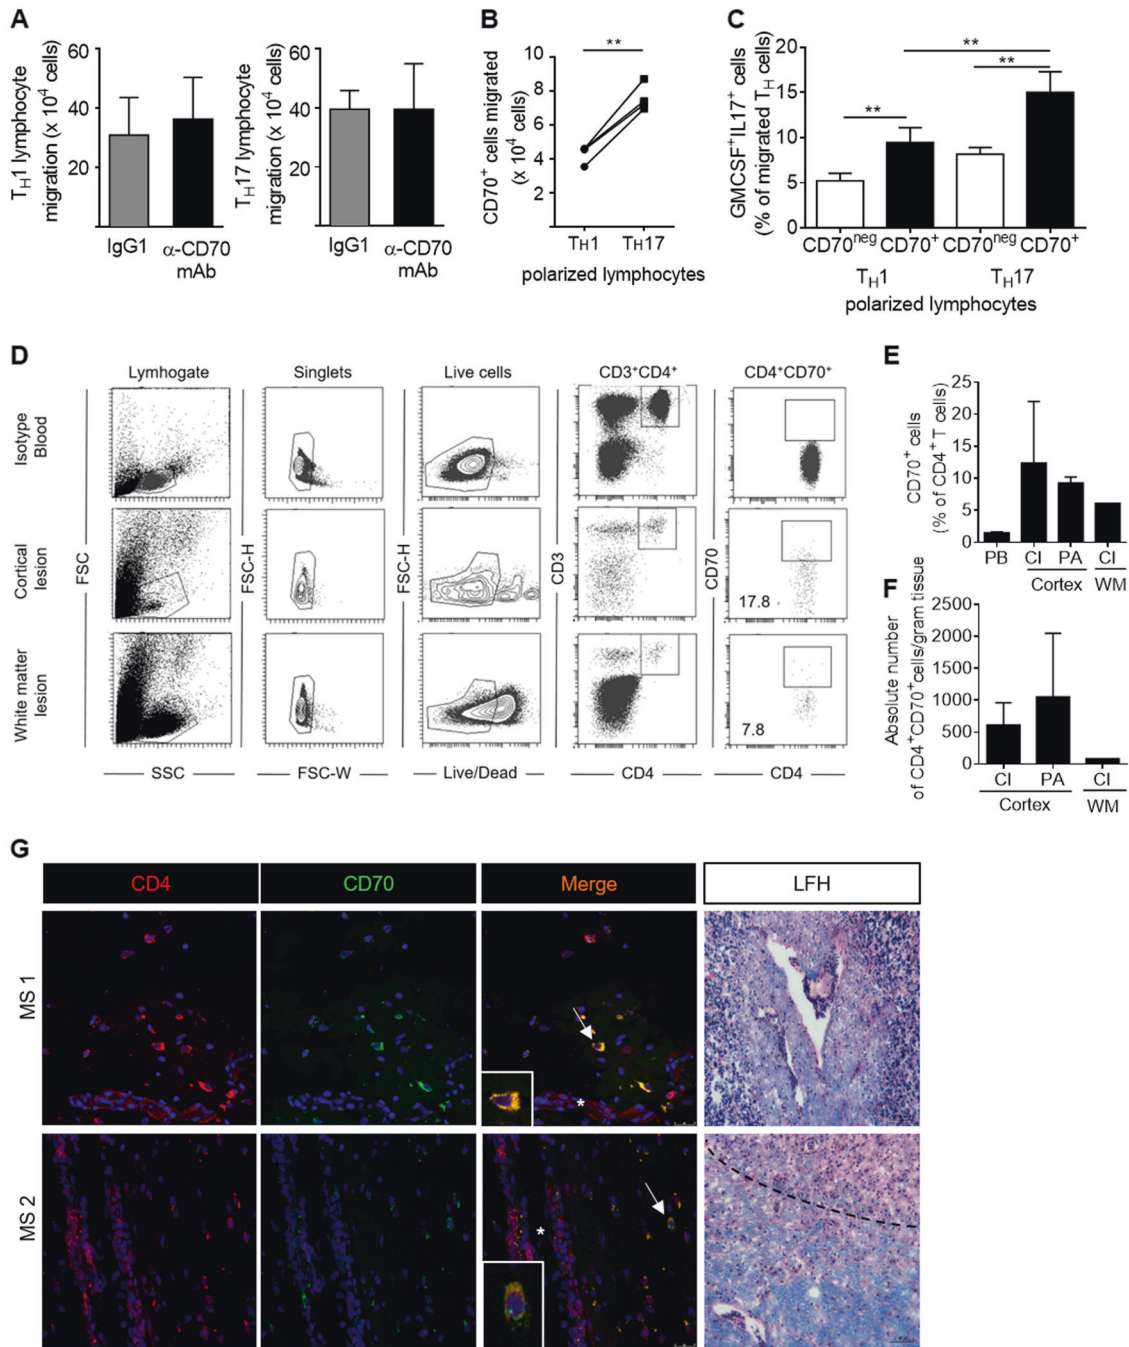 A
TH1 lymphocyte
migration (x 10⁴ cells)
60
40
20
IgG1
α-CD70
mAb
TH17 lymphocyte
migration (x 10⁴ cells)
60
40
20
IgG1
α-CD70
mAb
B
CD70⁺ cells migrated
(x 10⁴ cells)
10
8
6
4
2
**
TH1
TH17
polarized lymphocytes
C
GMCSF⁺IL17⁺ cells
(% of migrated TH cells)
20
15
10
5
0
**
**
**
CD70neg CD70⁺ CD70neg CD70⁺
TH1
TH17
polarized lymphocytes
D
Lymhogate
Singlets
Live cells
CD3⁺CD4⁺
CD4⁺CD70⁺
Isotype
Blood
Cortical
lesion
White matter
lesion
FSC
FSC-H
FSC-H
CD3
CD70
17.8
7.8
SSC
FSC-W
Live/Dead
CD4
CD4
E
CD70⁺ cells
(% of CD4⁺ T cells)
25
20
15
10
5
0
PB CI PA CI
Cortex WM
F
Absolute number
of CD4⁺CD70⁺cells/gram tissue
2500
2000
1500
1000
500
0
CI PA CI
Cortex WM
G
CD4
CD70
Merge
LFH
MS 1
*
MS 2
*